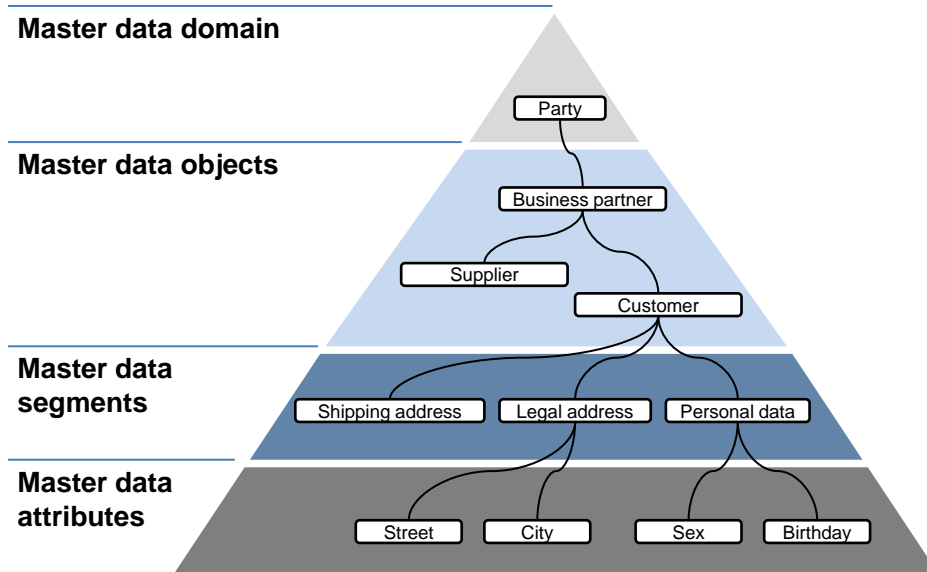 Master data domain
Party
Master data objects
Business partner
Supplier
Customer
Master data
segments
Shipping address
Legal address
Personal data
Master data
attributes
Street
City
Sex
Birthday